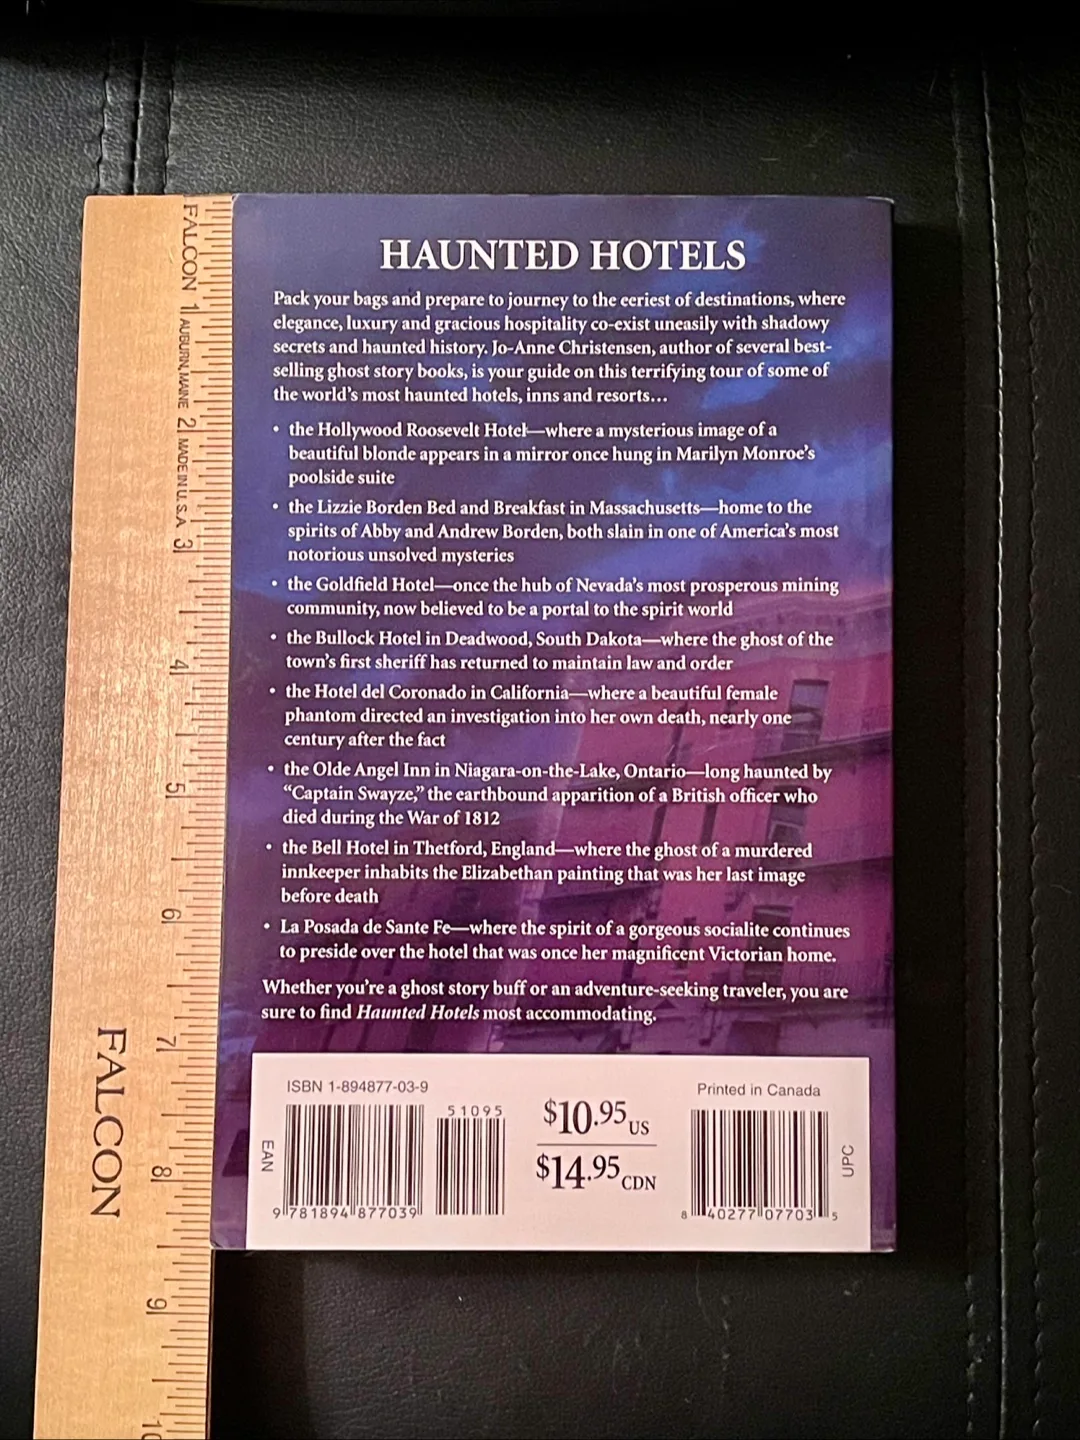 HAUNTED HOTELS
Pack your bags and prepare to journey to the eeriest of destinations, where
elegance, luxury and gracious hospitality co-exist uneasily with shadowy
secrets and haunted history. Jo-Anne Christensen, author of several best-
selling ghost story books, is your guide on this terrifying tour of some of
the world's most haunted hotels, inns and resorts...
• the Hollywood Roosevelt Hotel—where a mysterious image of a
beautiful blonde appears in a mirror once hung in Marilyn Monroe's
poolside suite
• the Lizzie Borden Bed and Breakfast in Massachusetts—home to the
spirits of Abby and Andrew Borden, both slain in one of America's most
notorious unsolved mysteries
• the Goldfield Hotel—once the hub of Nevada's most prosperous mining
community, now believed to be a portal to the spirit world
• the Bullock Hotel in Deadwood, South Dakota—where the ghost of the
town's first sheriff has returned to maintain law and order
• the Hotel del Coronado in California—where a beautiful female
phantom directed an investigation into her own death, nearly one
century after the fact
• the Olde Angel Inn in Niagara-on-the-Lake, Ontario—long haunted by
"Captain Swayze," the earthbound apparition of a British officer who
died during the War of 1812
• the Bell Hotel in Thetford, England—where the ghost of a murdered
innkeeper inhabits the Elizabethan painting that was her last image
before death
• La Posada de Sante Fe—where the spirit of a gorgeous socialite continues
to preside over the hotel that was once her magnificent Victorian home.
Whether you're a ghost story buff or an adventure-seeking traveler, you are
sure to find Haunted Hotels most accommodating.
ISBN 1-894877-03-9
51095
EAN
9 781894 877039
$10.95 US
$14.95 CDN
Printed in Canada
UPC
8 40277 07703 5
FALCON 1 AUBURN, MAINE 2 MADE IN U.S.A. 3 4 5 6 7 8 9 10
FALCON